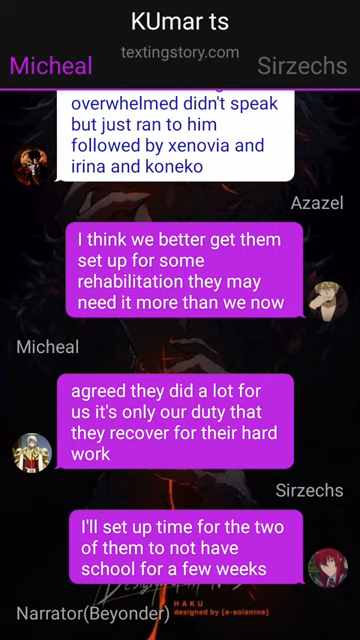 KUmar ts
textingstory.com
Micheal
Sirzechs
overwhelmed didn't speak
but just ran to him
followed by xenovia and
irina and koneko
Azazel
I think we better get them
set up for some
rehabilitation they may
need it more than we now
Micheal
agreed they did a lot for
us it's only our duty that
they recover for their hard
work
Sirzechs
I'll set up time for the two
of them to not have
school for a few weeks
HAKU
designed by [a-solanine]
Narrator(Beyonder)